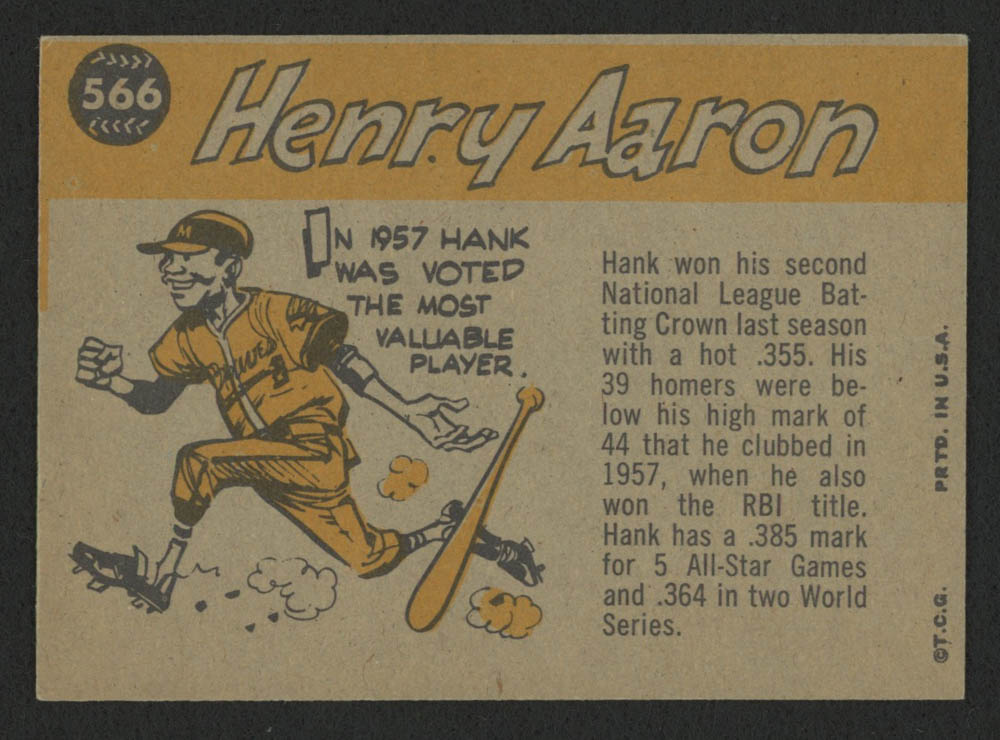 566
Henry Aaron
IN 1957 HANK
WAS VOTED
THE MOST
VALUABLE
PLAYER.
M
Braves
Hank won his second
National League Bat-
ting Crown last season
with a hot .355. His
39 homers were be-
low his high mark of
44 that he clubbed in
1957, when he also
won the RBI title.
Hank has a .385 mark
for 5 All-Star Games
and .364 in two World
Series.
©T.C.G. PRTD. IN U.S.A.